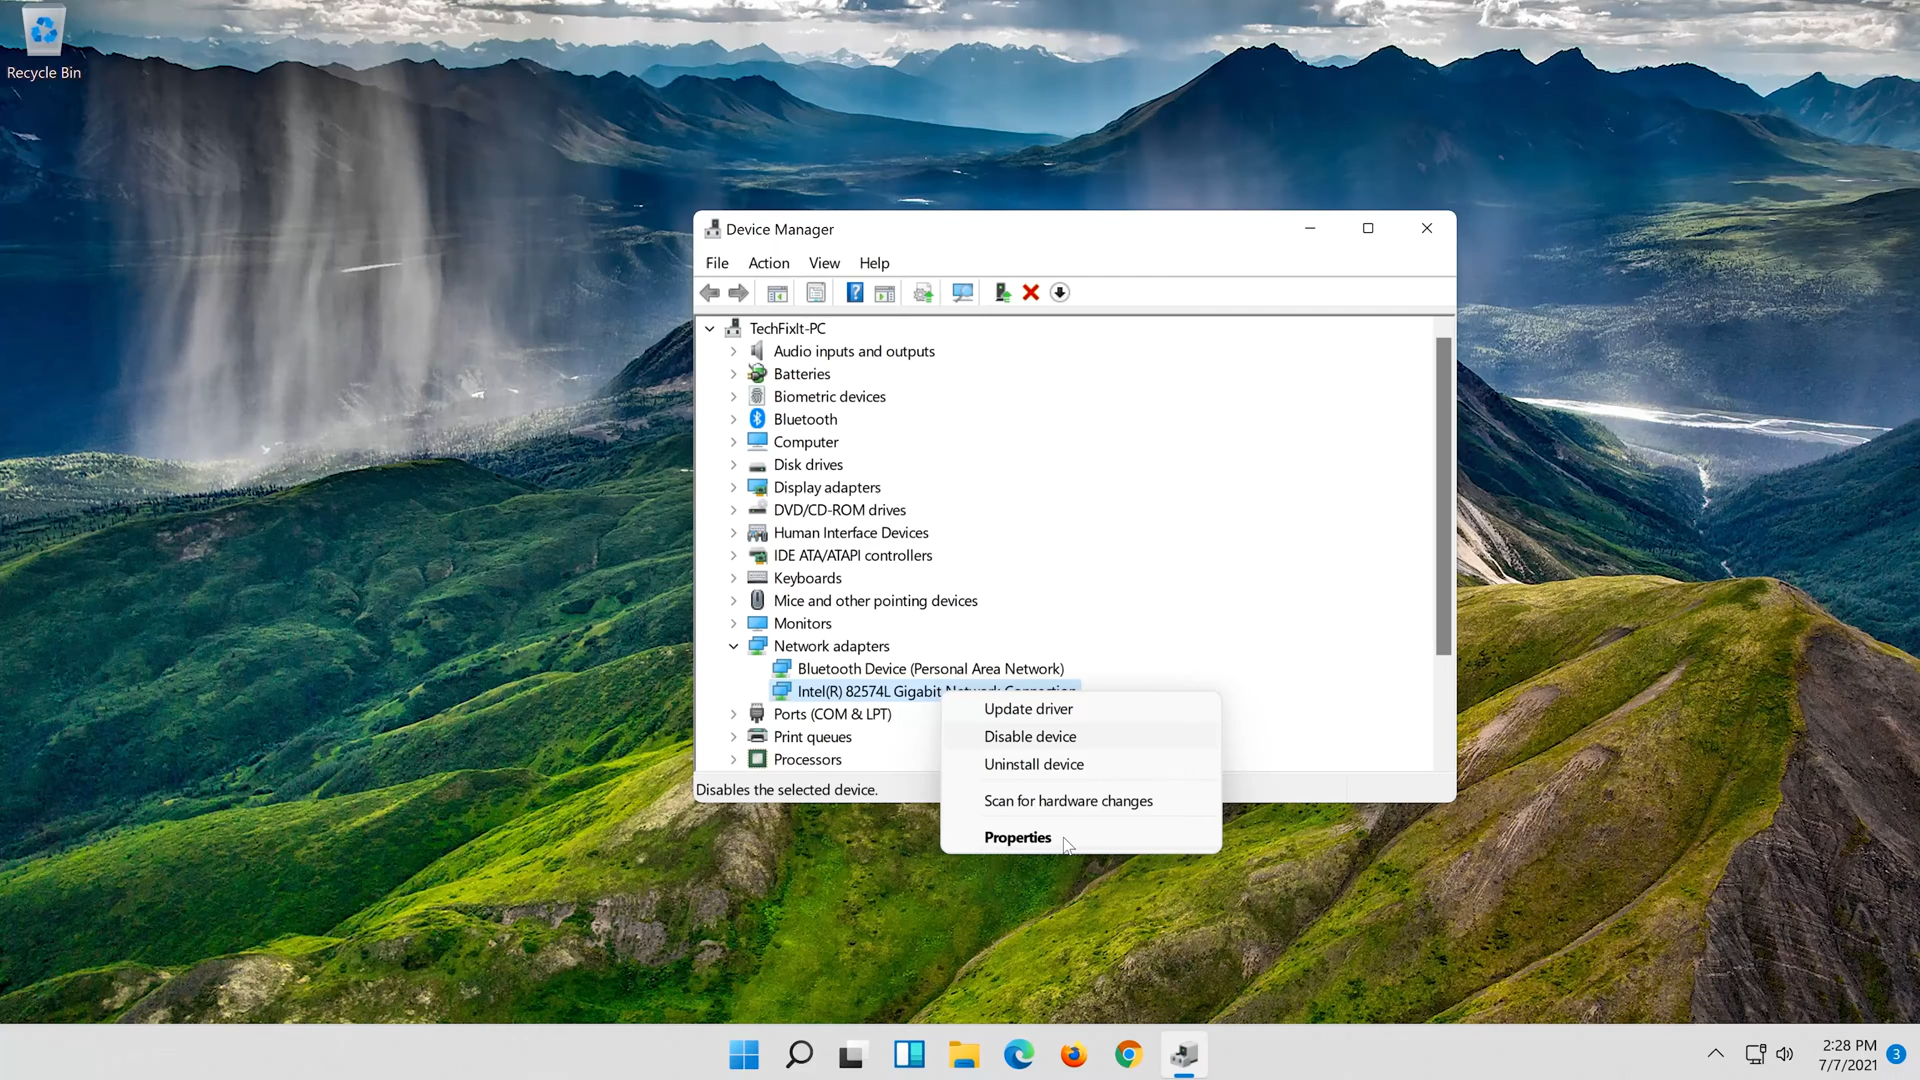 Recycle Bin
Device Manager
File Action View Help
TechFixIt-PC
Audio inputs and outputs
Batteries
Biometric devices
Bluetooth
Computer
Disk drives
Display adapters
DVD/CD-ROM drives
Human Interface Devices
IDE ATA/ATAPI controllers
Keyboards
Mice and other pointing devices
Monitors
Network adapters
Bluetooth Device (Personal Area Network)
Intel(R) 82574L Gigabit Network Connection
Ports (COM & LPT)
Print queues
Processors
Disables the selected device.
Update driver
Disable device
Uninstall device
Scan for hardware changes
Properties
2:28 PM
7/7/2021
3